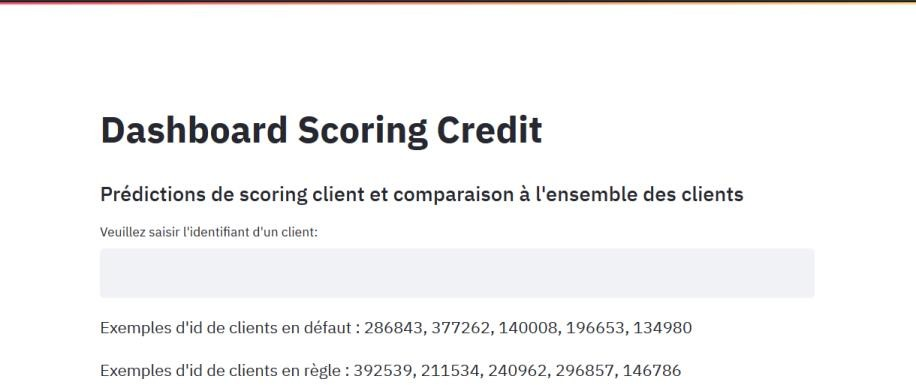 Dashboard Scoring Credit
Prédictions de scoring client et comparaison à l'ensemble des clients
Veuillez saisir l'identifiant d'un client:
Exemples d'id de clients en défaut : 286843, 377262, 140008, 196653, 134980
Exemples d'id de clients en règle : 392539, 211534, 240962, 296857, 146786